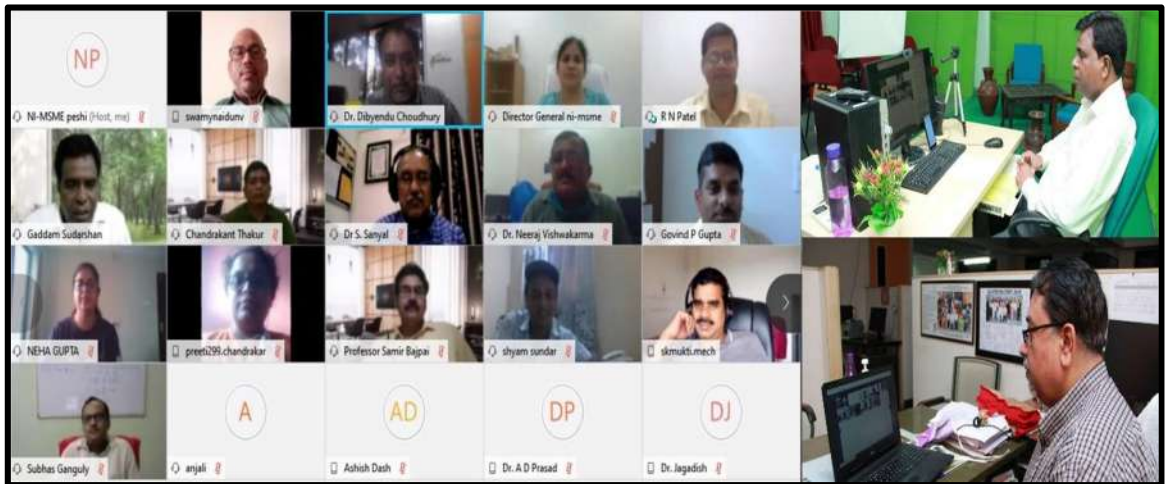 NP
NI-MSME peshi (Host, me)
swamynaidunv
Dr. Dibyendu Choudhury
Director General ni-msme
R N Patel
Gaddam Sudarshan
Chandrakant Thakur
Dr S. Sanyal
Dr. Neeraj Vishwakarma
Govind P Gupta
NEHA GUPTA
preeti299.chandrakar
Professor Samir Bajpai
shyam sundar
skmukti.mech
A
AD
DP
DJ
Subhas Ganguly
anjali
Ashish Dash
Dr. A D Prasad
Dr. Jagadish